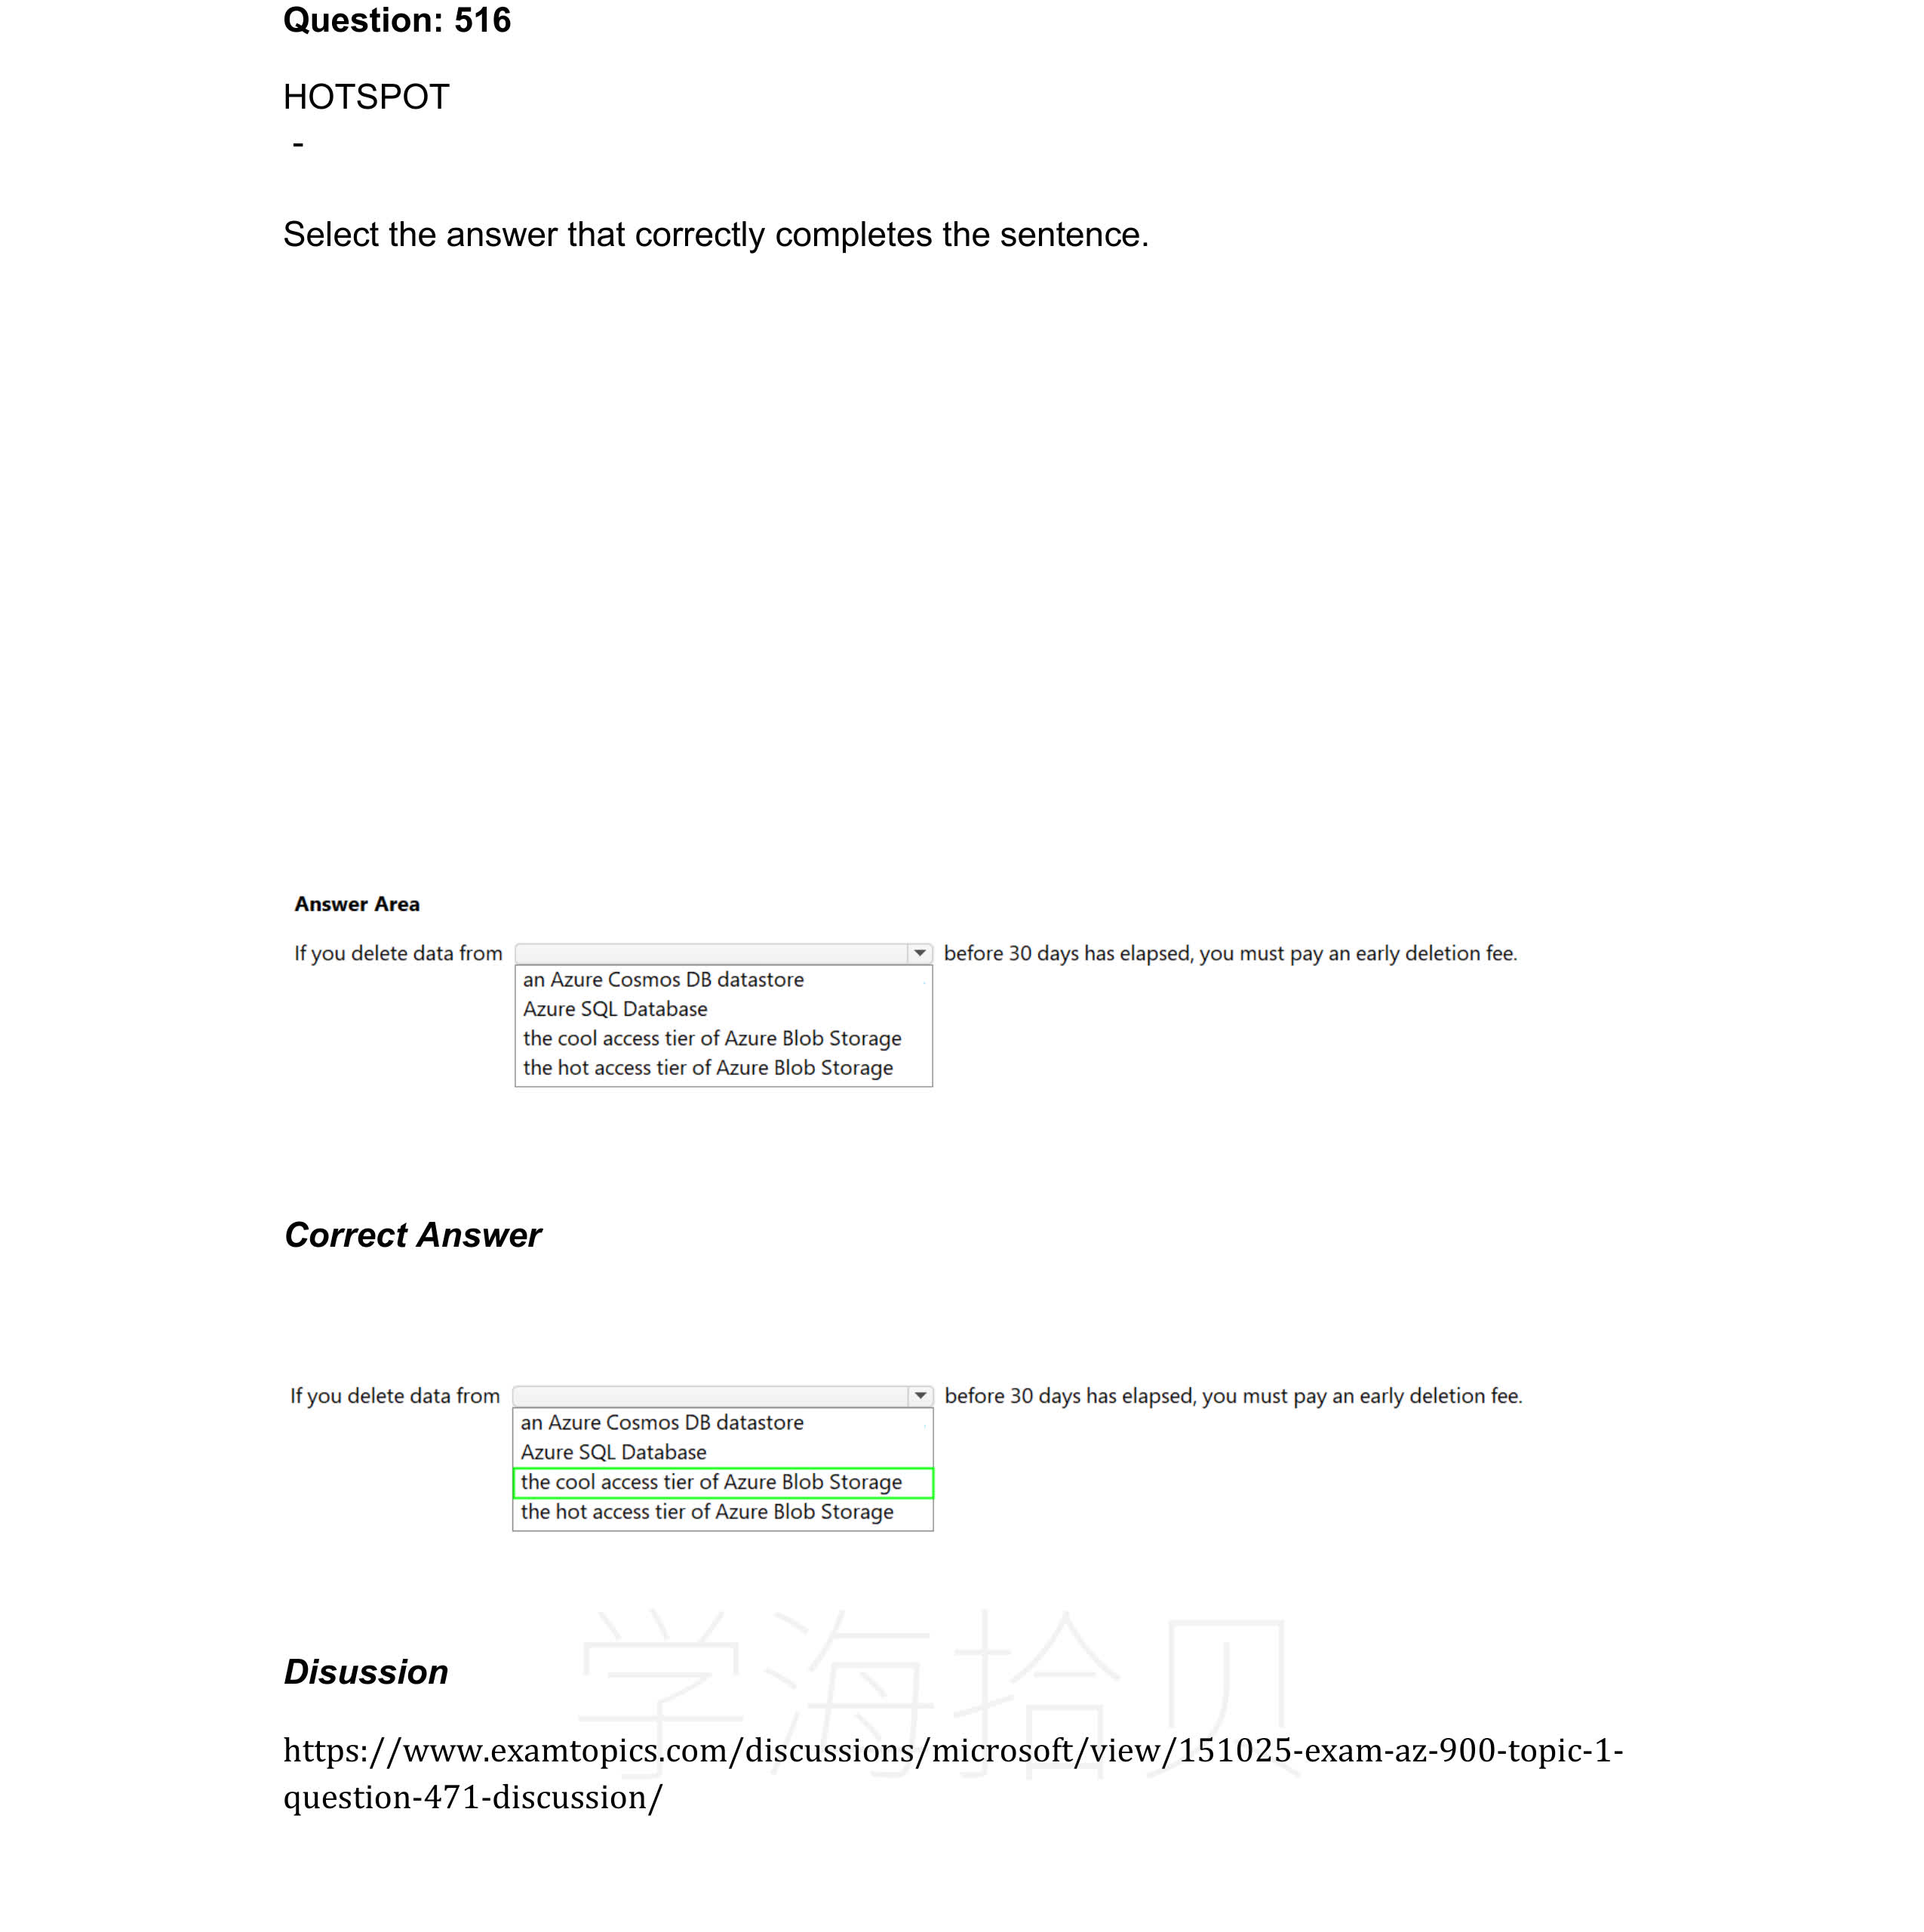 Question: 516
HOTSPOT
-
Select the answer that correctly completes the sentence.
Answer Area
If you delete data from before 30 days has elapsed, you must pay an early deletion fee.
an Azure Cosmos DB datastore
Azure SQL Database
the cool access tier of Azure Blob Storage
the hot access tier of Azure Blob Storage
Correct Answer
If you delete data from before 30 days has elapsed, you must pay an early deletion fee.
an Azure Cosmos DB datastore
Azure SQL Database
the cool access tier of Azure Blob Storage
the hot access tier of Azure Blob Storage
学海拾贝
Disussion
https://www.examtopics.com/discussions/microsoft/view/151025-exam-az-900-topic-1-
question-471-discussion/